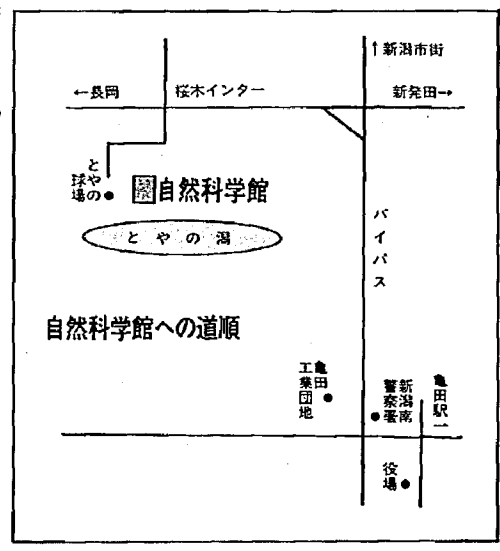 ↑新潟市街
←長岡
桜木インター
新発田→
とやの球場
県立自然科学館
とやの潟
バイパス
自然科学館への道順
亀田工業団地
新潟南警察署
亀田駅
役場